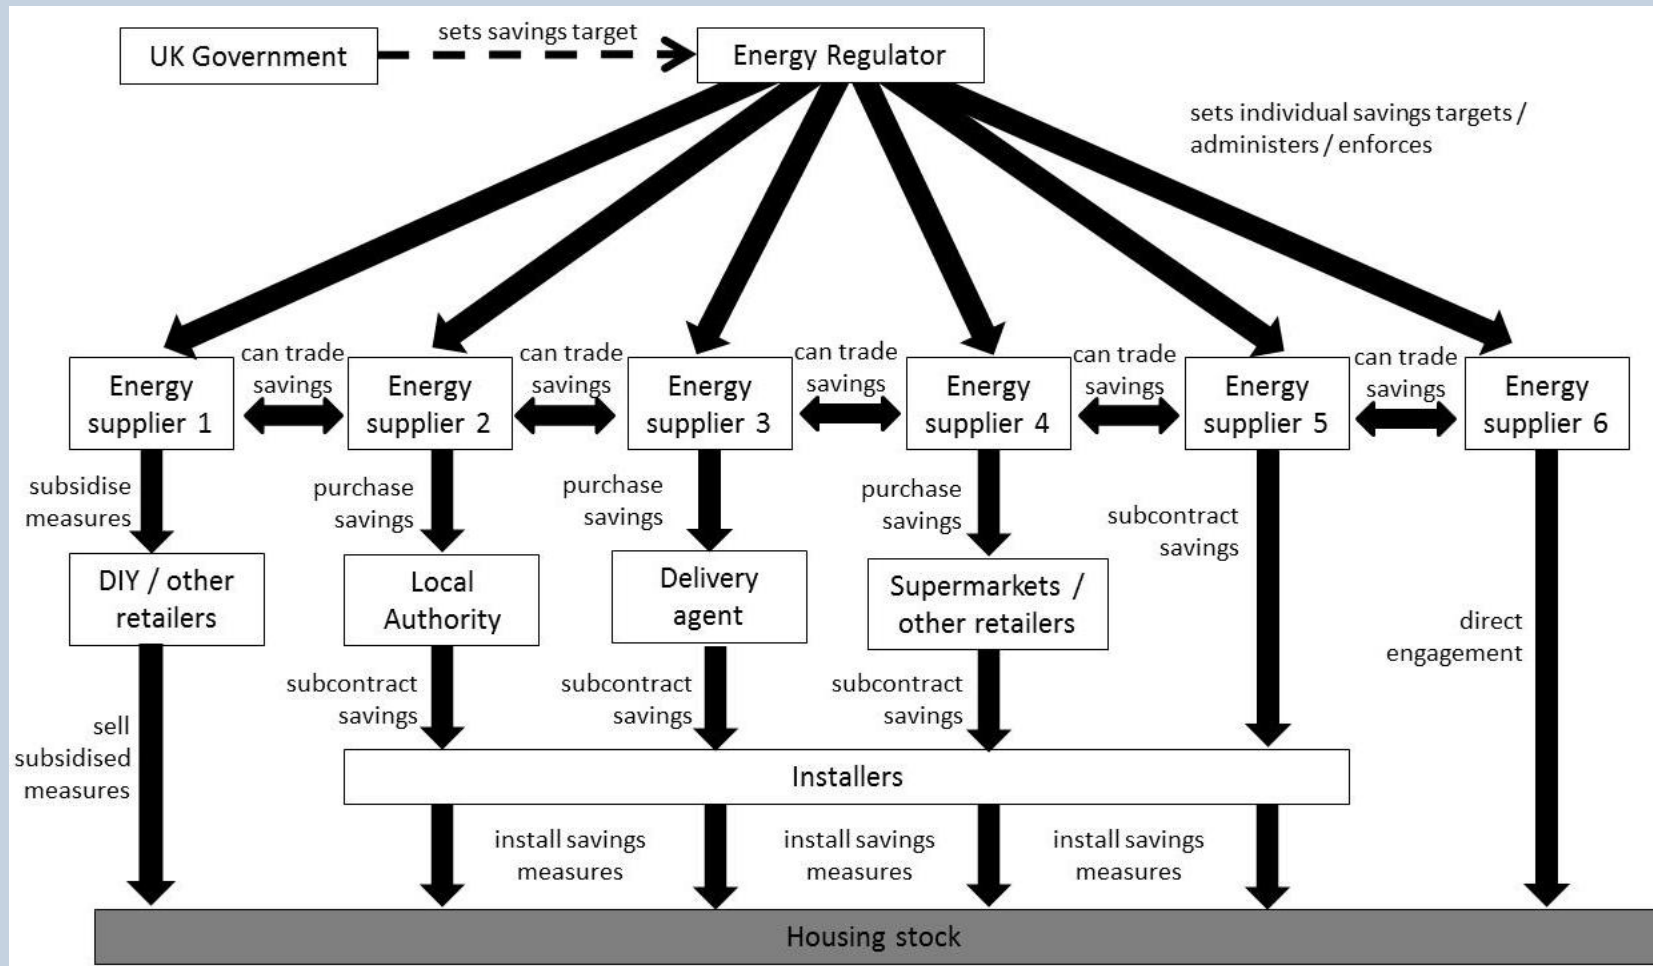 UK Government
sets savings target
Energy Regulator
sets individual savings targets /
administers / enforces
Energy
supplier 1
can trade
savings
Energy
supplier 2
can trade
savings
Energy
supplier 3
can trade
savings
Energy
supplier 4
can trade
savings
Energy
supplier 5
can trade
savings
Energy
supplier 6
subsidise
measures
purchase
savings
purchase
savings
purchase
savings
subcontract
savings
direct
engagement
DIY / other
retailers
Local
Authority
Delivery
agent
Supermarkets /
other retailers
sell
subsidised
measures
subcontract
savings
subcontract
savings
subcontract
savings
Installers
install savings
measures
install savings
measures
install savings
measures
Housing stock